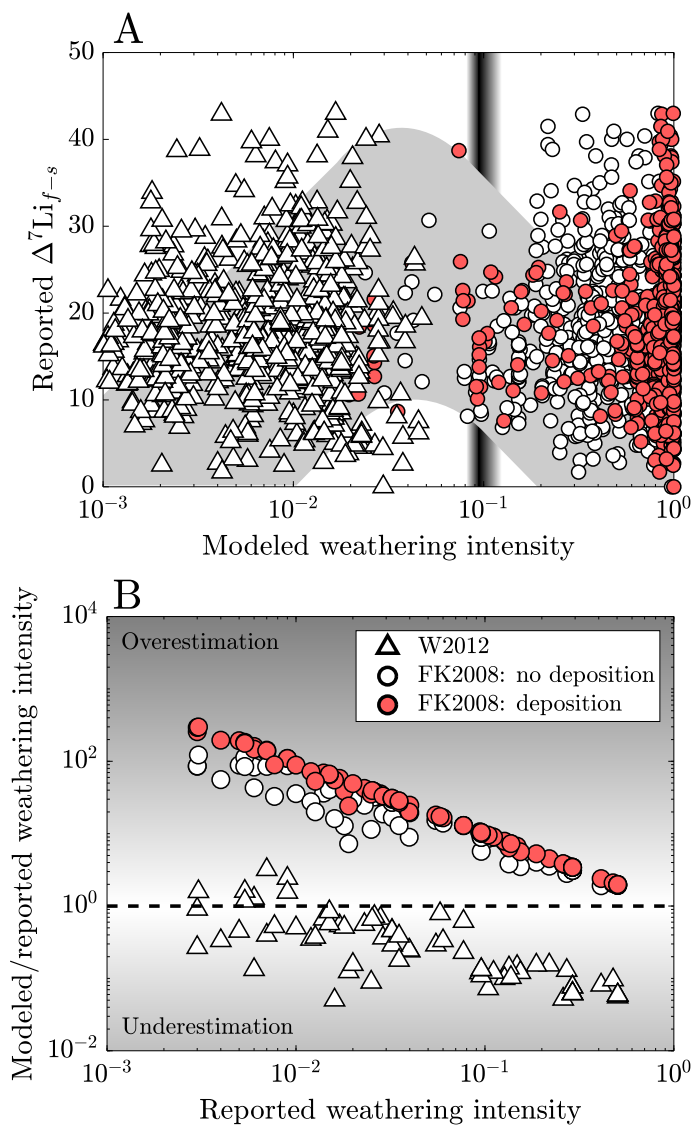 A
50
40
30
20
10
0
Reported Δ⁷Li_{f−s}
10⁻³ 10⁻² 10⁻¹ 10⁰
Modeled weathering intensity
B
10⁴
10²
10⁰
10⁻²
Modeled/reported weathering intensity
Overestimation
W2012
FK2008: no deposition
FK2008: deposition
Underestimation
10⁻³ 10⁻² 10⁻¹ 10⁰
Reported weathering intensity